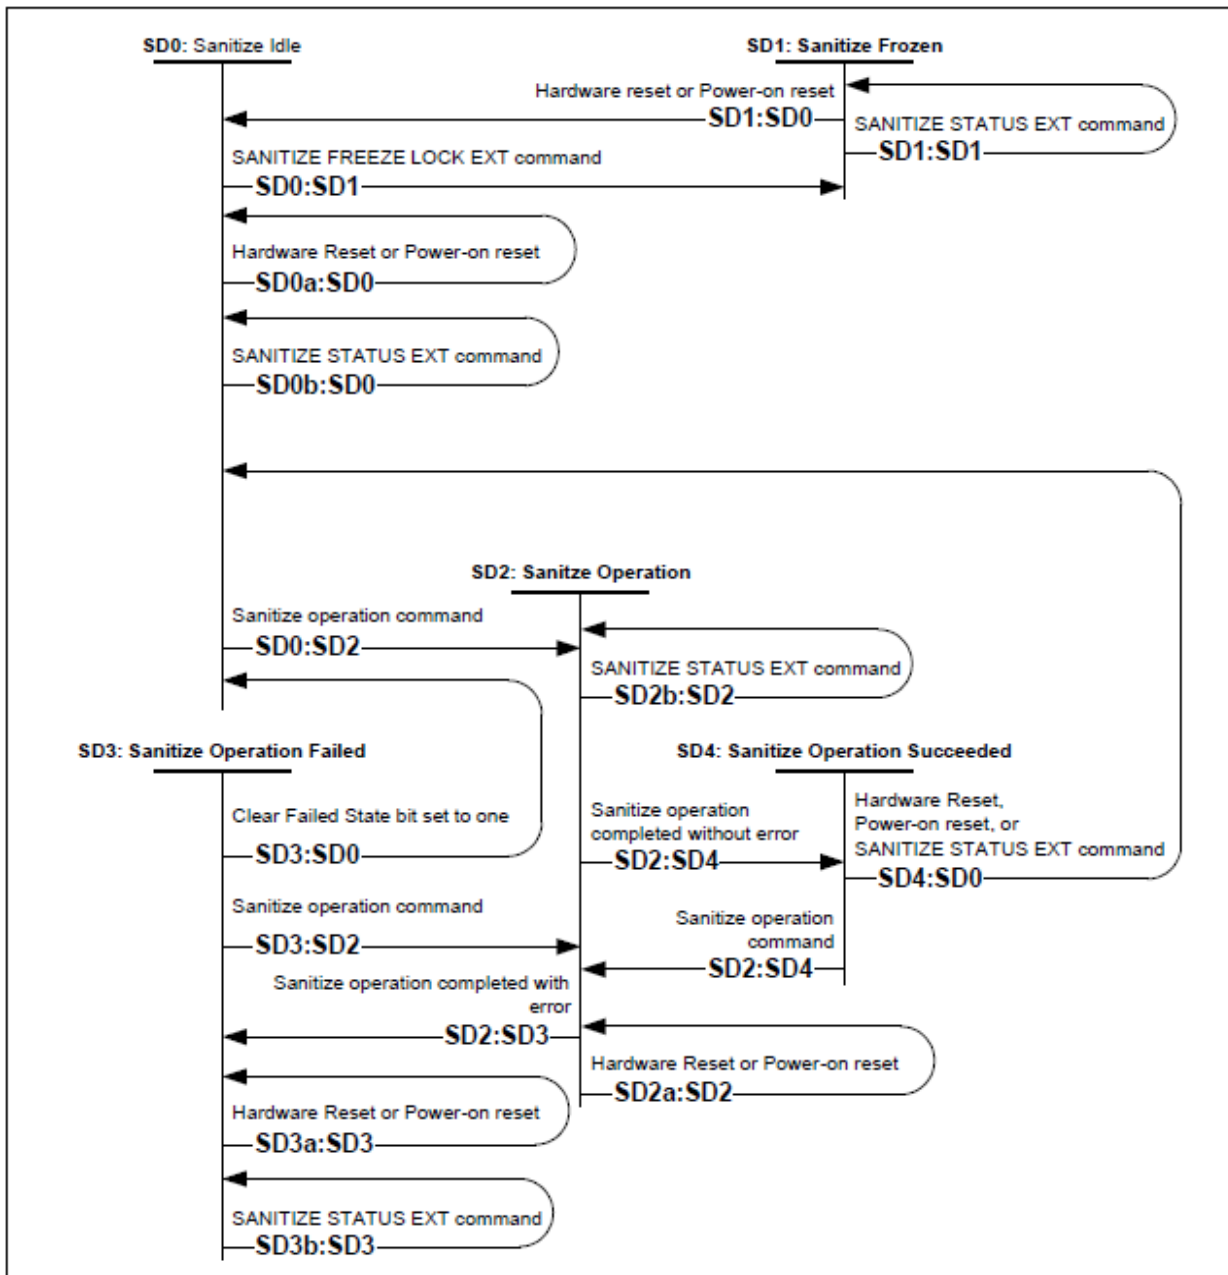 SD0: Sanitize Idle
SD1: Sanitize Frozen
Hardware reset or Power-on reset
SD1:SD0
SANITIZE STATUS EXT command
SD1:SD1
SANITIZE FREEZE LOCK EXT command
SD0:SD1
Hardware Reset or Power-on reset
SD0a:SD0
SANITIZE STATUS EXT command
SD0b:SD0
SD2: Sanitze Operation
Sanitize operation command
SD0:SD2
SANITIZE STATUS EXT command
SD2b:SD2
SD3: Sanitize Operation Failed
SD4: Sanitize Operation Succeeded
Clear Failed State bit set to one
SD3:SD0
Sanitize operation
completed without error
SD2:SD4
Hardware Reset,
Power-on reset, or
SANITIZE STATUS EXT command
SD4:SD0
Sanitize operation command
SD3:SD2
Sanitize operation
command
SD2:SD4
Sanitize operation completed with
error
SD2:SD3
Hardware Reset or Power-on reset
SD2a:SD2
Hardware Reset or Power-on reset
SD3a:SD3
SANITIZE STATUS EXT command
SD3b:SD3